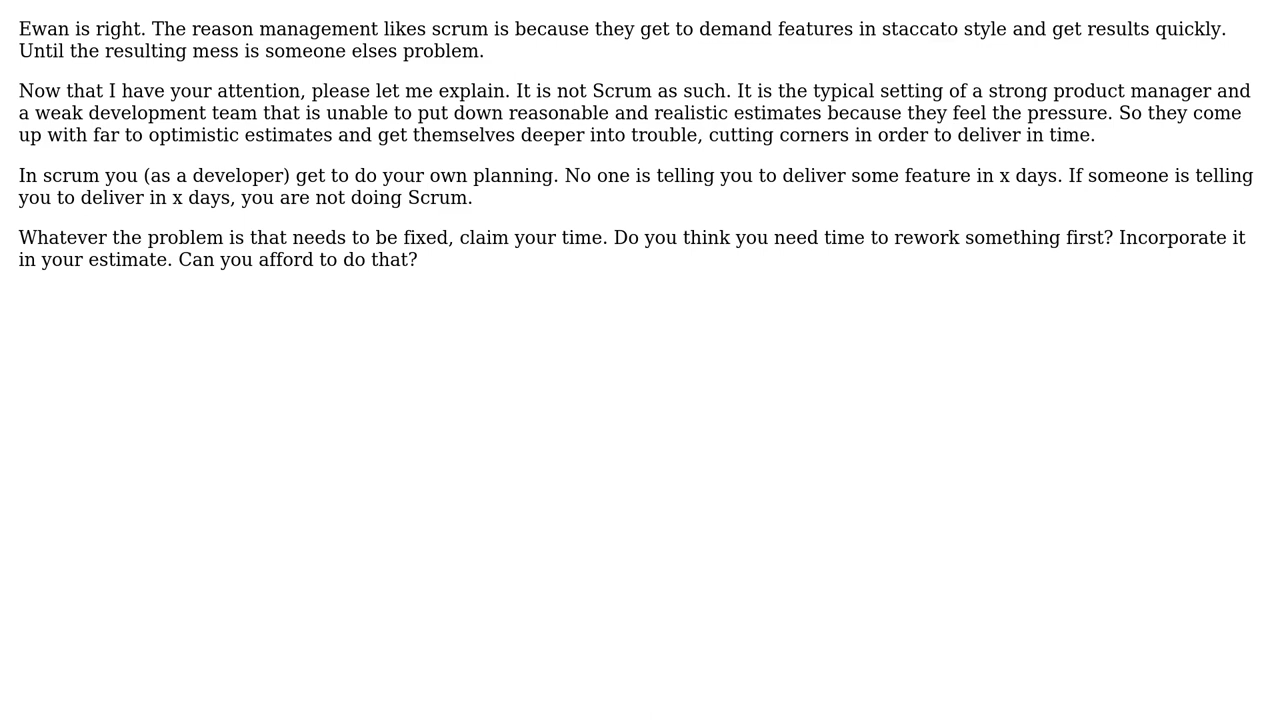 Ewan is right. The reason management likes scrum is because they get to demand features in staccato style and get results quickly.
Until the resulting mess is someone elses problem.
Now that I have your attention, please let me explain. It is not Scrum as such. It is the typical setting of a strong product manager and
a weak development team that is unable to put down reasonable and realistic estimates because they feel the pressure. So they come
up with far to optimistic estimates and get themselves deeper into trouble, cutting corners in order to deliver in time.
In scrum you (as a developer) get to do your own planning. No one is telling you to deliver some feature in x days. If someone is telling
you to deliver in x days, you are not doing Scrum.
Whatever the problem is that needs to be fixed, claim your time. Do you think you need time to rework something first? Incorporate it
in your estimate. Can you afford to do that?